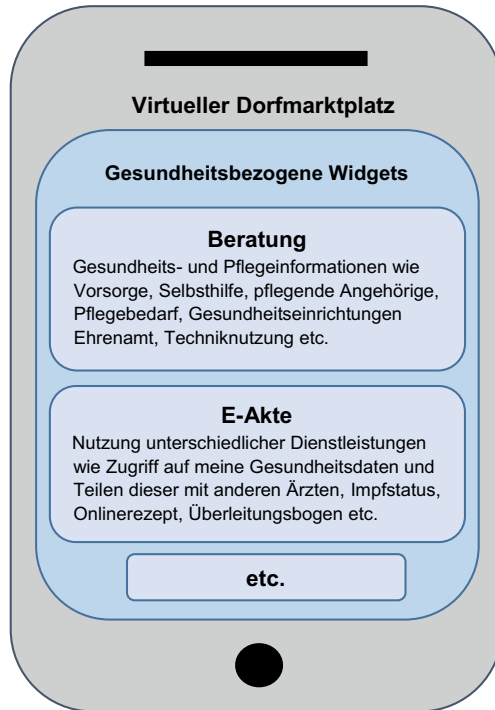 Virtueller Dorfmarktplatz
Gesundheitsbezogene Widgets
Beratung
Gesundheits- und Pflegeinformationen wie
Vorsorge, Selbsthilfe, pflegende Angehörige,
Pflegebedarf, Gesundheitseinrichtungen
Ehrenamt, Techniknutzung etc.
E-Akte
Nutzung unterschiedlicher Dienstleistungen
wie Zugriff auf meine Gesundheitsdaten und
Teilen dieser mit anderen Ärzten, Impfstatus,
Onlinerezept, Überleitungsbogen etc.
etc.